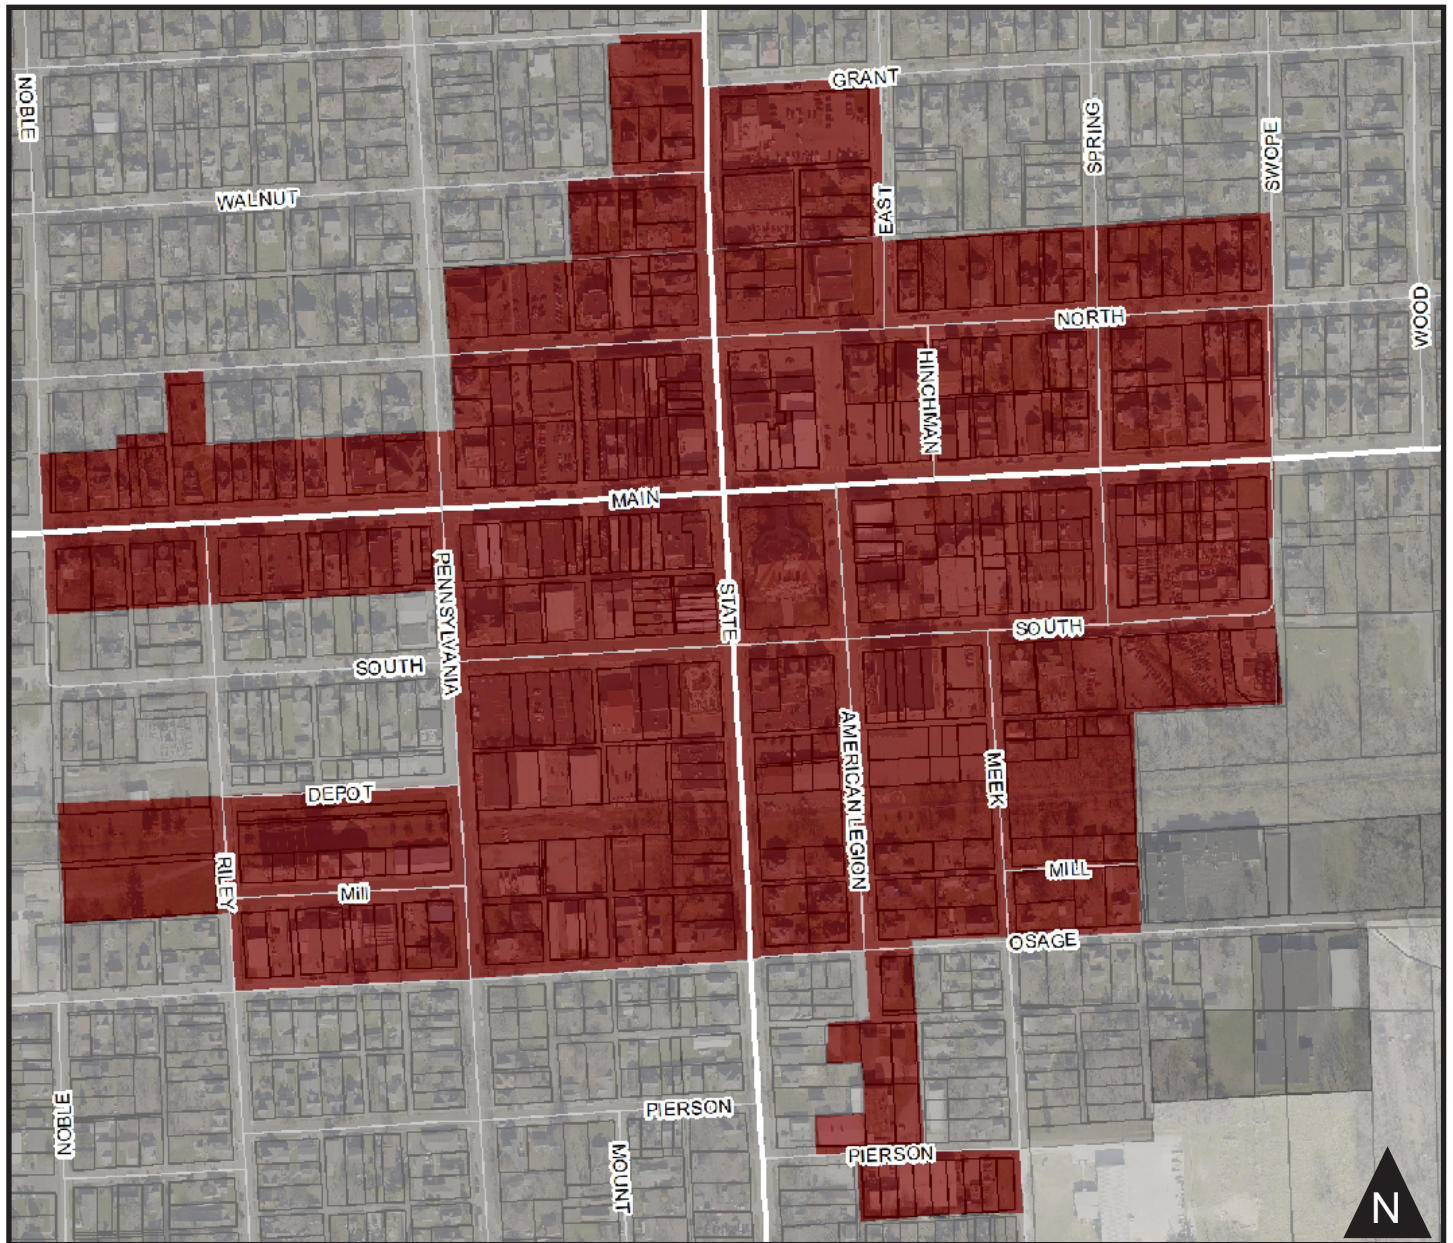 GRANT
NOBLE
SPRING
SWOPE
WALNUT
EAST
NORTH
WOOD
HINCHMAN
MAIN
PENNSYLVANIA
STATE
SOUTH
SOUTH
AMERICAN LEGION
MEEK
DEPOT
RILEY
MILL
Mill
OSAGE
NOBLE
PIERSON
MOUNT
PIERSON
N